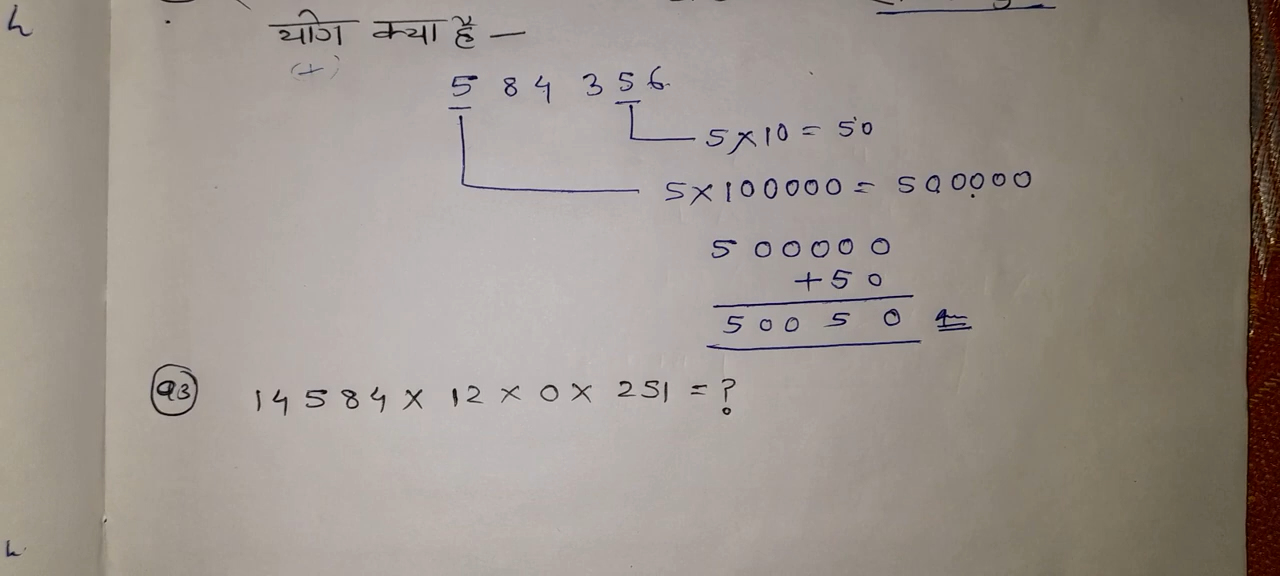 योग क्या है —
(+)
5 8 4 3 5 6
5×10 = 50
5×100000 = 500000
500000
+50
50050 Ans
Q3 14584 × 12 × 0 × 251 = ?